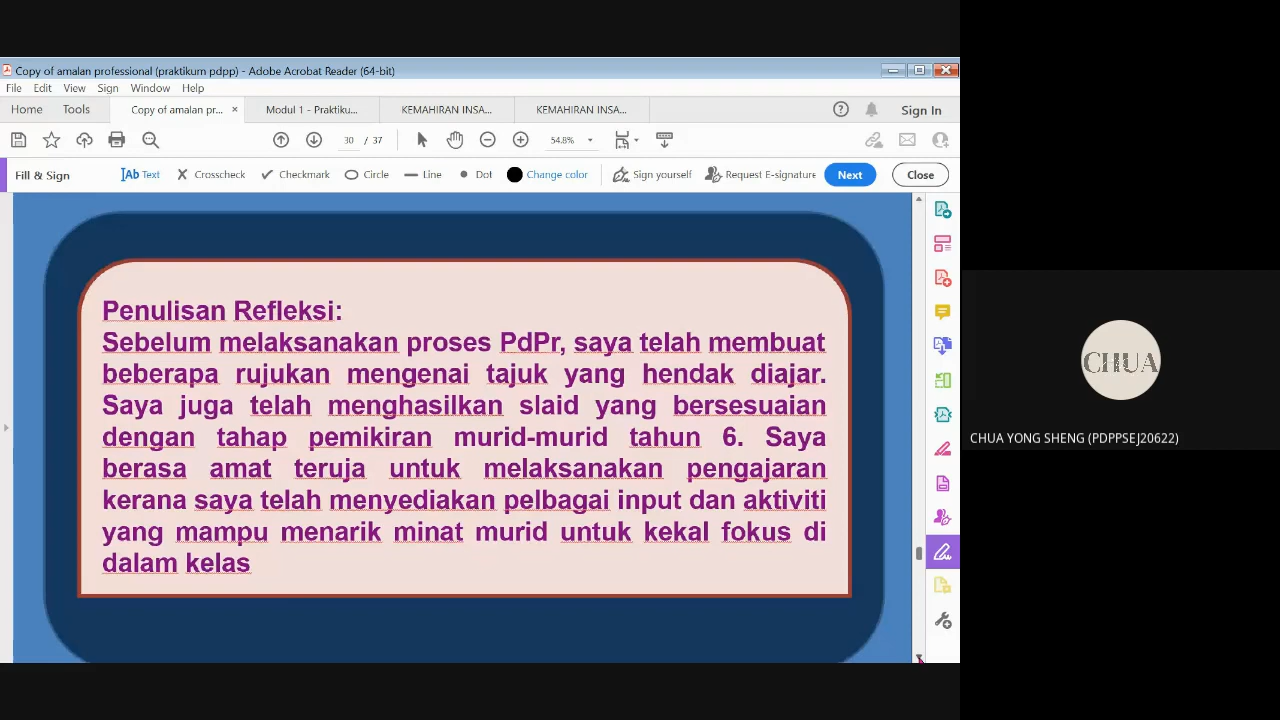 Copy of amalan professional (praktikum pdpr) - Adobe Acrobat Reader (64-bit)
File Edit View Sign Window Help
Home Tools Copy of amalan pr... × Modul 1 - Praktiku... KEMAHIRAN INSA... KEMAHIRAN INSA... Sign In
30 / 37 54.8%
Fill & Sign Ab Text Crosscheck Checkmark Circle Line Dot Change color Sign yourself Request E-signature Next Close
Penulisan Refleksi:
Sebelum melaksanakan proses PdPr, saya telah membuat
beberapa rujukan mengenai tajuk yang hendak diajar.
Saya juga telah menghasilkan slaid yang bersesuaian
dengan tahap pemikiran murid-murid tahun 6. Saya
berasa amat teruja untuk melaksanakan pengajaran
kerana saya telah menyediakan pelbagai input dan aktiviti
yang mampu menarik minat murid untuk kekal fokus di
dalam kelas
CHUA
CHUA YONG SHENG (PDPPSEJ20622)